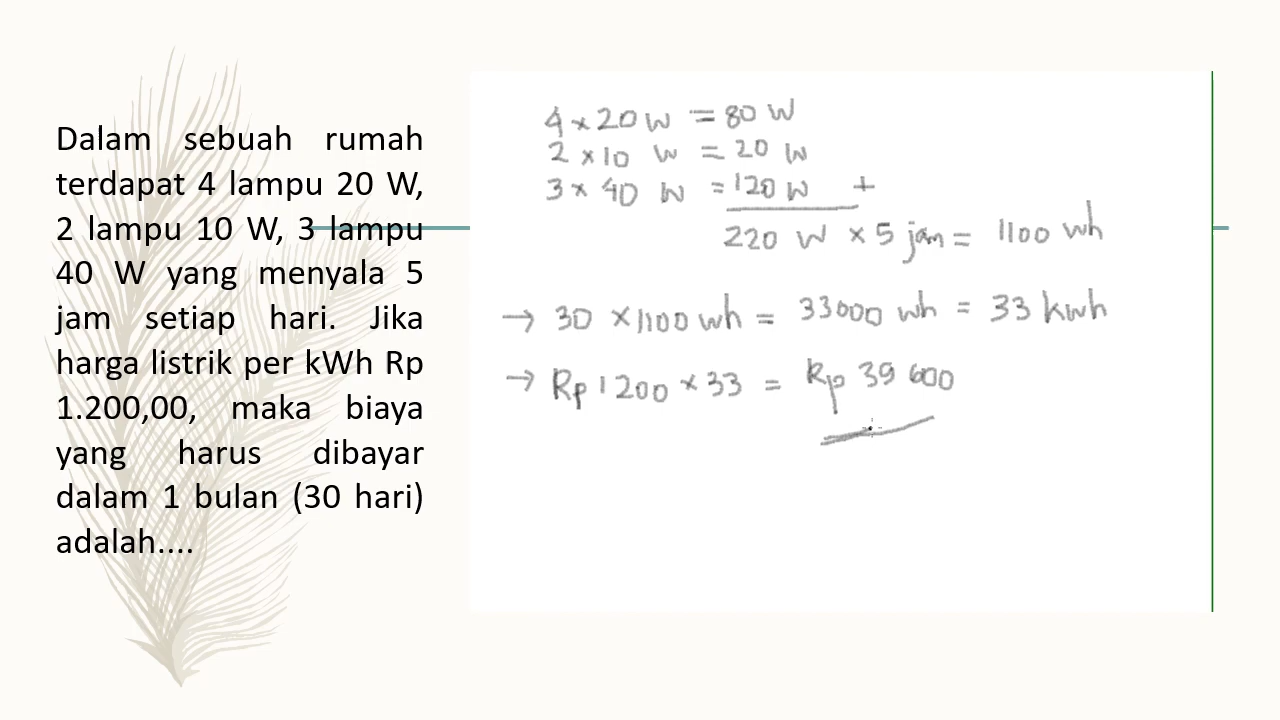 Dalam sebuah rumah
terdapat 4 lampu 20 W,
2 lampu 10 W, 3 lampu
40 W yang menyala 5
jam setiap hari. Jika
harga listrik per kWh Rp
1.200,00, maka biaya
yang harus dibayar
dalam 1 bulan (30 hari)
adalah....
4 × 20 W = 80 W
2 × 10 W = 20 W
3 × 40 W = 120 W +
220 W × 5 jam = 1100 wh
→ 30 × 1100 wh = 33000 wh = 33 kwh
→ Rp 1200 × 33 = Rp 39 600